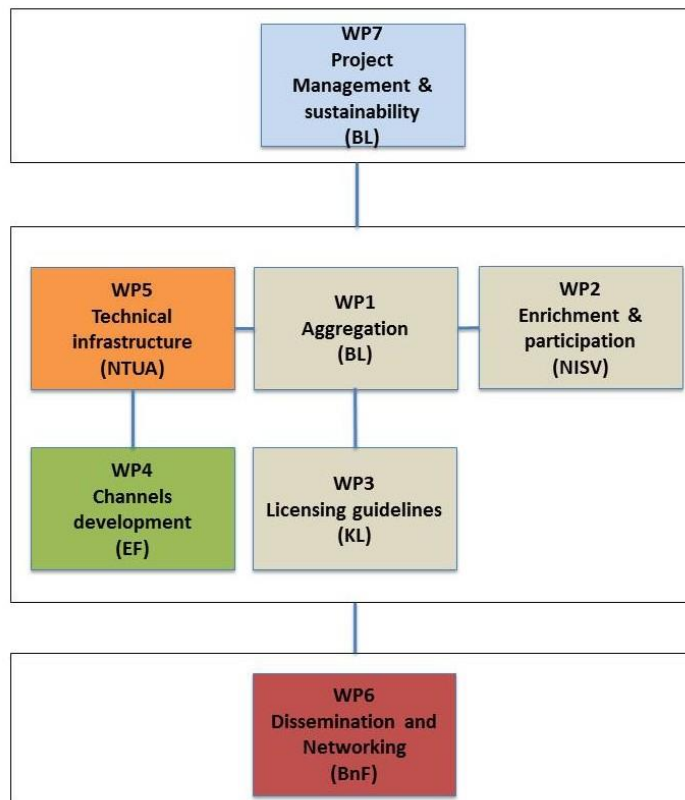 WP7
Project
Management &
sustainability
(BL)
WP5
Technical
infrastructure
(NTUA)
WP1
Aggregation
(BL)
WP2
Enrichment &
participation
(NISV)
WP4
Channels
development
(EF)
WP3
Licensing guidelines
(KL)
WP6
Dissemination and
Networking
(BnF)